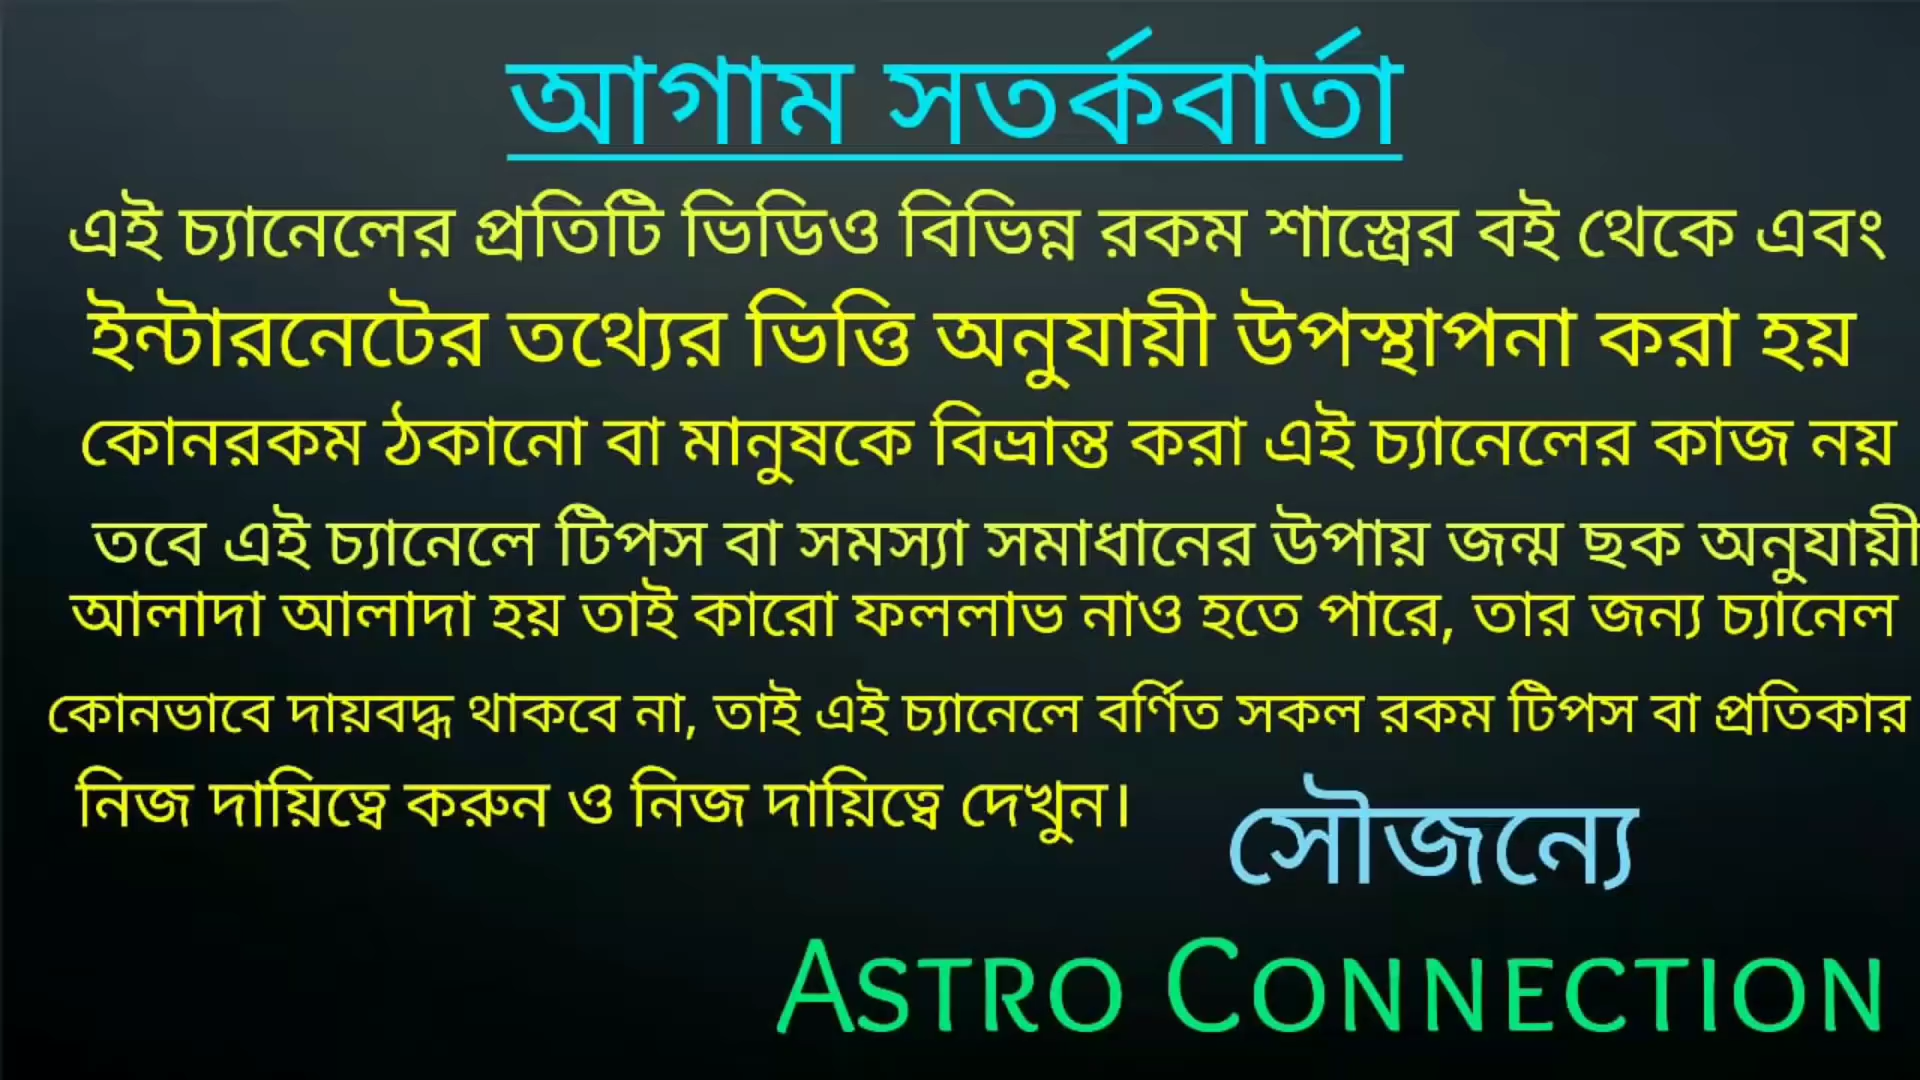 আগাম সতর্কবার্তা
এই চ্যানেলের প্রতিটি ভিডিও বিভিন্ন রকম শাস্ত্রের বই থেকে এবং
ইন্টারনেটের তথ্যের ভিত্তি অনুযায়ী উপস্থাপনা করা হয়
কোনরকম ঠকানো বা মানুষকে বিভ্রান্ত করা এই চ্যানেলের কাজ নয়
তবে এই চ্যানেলে টিপস বা সমস্যা সমাধানের উপায় জন্ম ছক অনুযায়ী
আলাদা আলাদা হয় তাই কারো ফললাভ নাও হতে পারে, তার জন্য চ্যানেল
কোনভাবে দায়বদ্ধ থাকবে না, তাই এই চ্যানেলে বর্ণিত সকল রকম টিপস বা প্রতিকার
নিজ দায়িত্বে করুন ও নিজ দায়িত্বে দেখুন।
সৌজন্যে
ASTRO CONNECTION